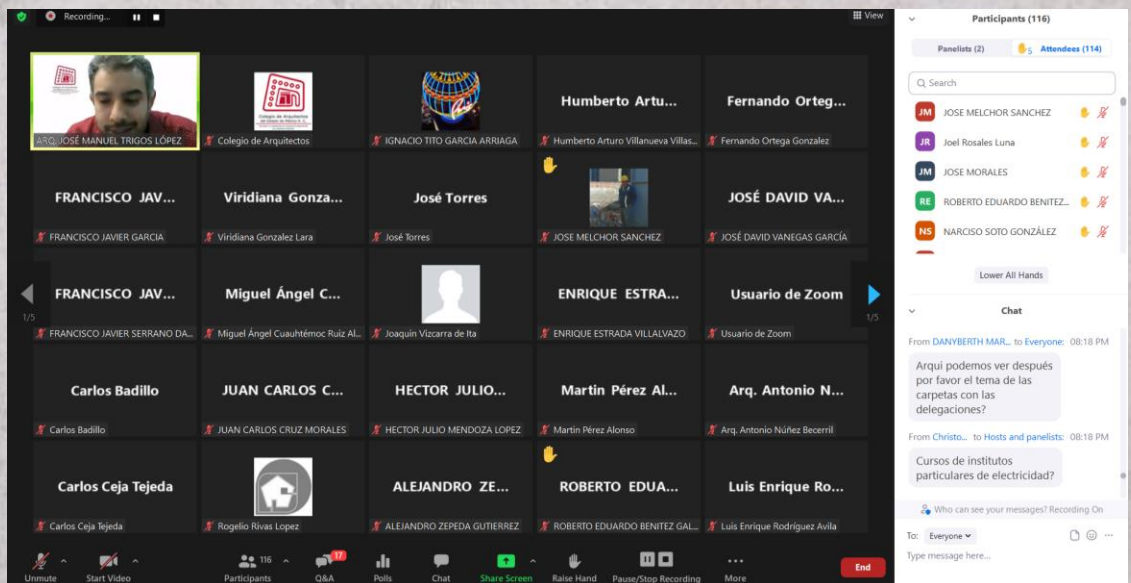 Recording...
View
ARQ. JOSÉ MANUEL TRIGOS LÓPEZ
Colegio de Arquitectos
Colegio de Arquitectos
IGNACIO TITO GARCIA ARRIAGA
Humberto Artu...
Humberto Arturo Villanueva Villas...
Fernando Orteg...
Fernando Ortega Gonzalez
FRANCISCO JAV...
FRANCISCO JAVIER GARCIA
Viridiana Gonza...
Viridiana Gonzalez Lara
José Torres
José Torres
JOSE MELCHOR SANCHEZ
JOSÉ DAVID VA...
JOSÉ DAVID VANEGAS GARCÍA
1/5
FRANCISCO JAV...
FRANCISCO JAVIER SERRANO DA...
Miguel Ángel C...
Miguel Ángel Cuauhtémoc Ruiz Al...
Joaquín Vizcarra de Ita
ENRIQUE ESTRA...
ENRIQUE ESTRADA VILLALVAZO
Usuario de Zoom
Usuario de Zoom
1/5
Carlos Badillo
Carlos Badillo
JUAN CARLOS C...
JUAN CARLOS CRUZ MORALES
HECTOR JULIO...
HECTOR JULIO MENDOZA LOPEZ
Martin Pérez Al...
Martin Pérez Alonso
Arq. Antonio N...
Arq. Antonio Núñez Becerril
Carlos Ceja Tejeda
Carlos Ceja Tejeda
Rogelio Rivas Lopez
ALEJANDRO ZE...
ALEJANDRO ZEPEDA GUTIERREZ
ROBERTO EDUA...
ROBERTO EDUARDO BENITEZ GAL...
Luis Enrique Ro...
Luis Enrique Rodríguez Avila
Unmute
Start Video
116
Participants
17
Q&A
Polls
Chat
Share Screen
Raise Hand
Pause/Stop Recording
More
End
Participants (116)
Panelists (2)
5
Attendees (114)
Search
JM JOSE MELCHOR SANCHEZ
JR Joel Rosales Luna
JM JOSE MORALES
RE ROBERTO EDUARDO BENITEZ...
NS NARCISO SOTO GONZÁLEZ
Lower All Hands
Chat
From DANYBERTH MAR... to Everyone: 08:18 PM
Arqui podemos ver después
por favor el tema de las
carpetas con las
delegaciones?
From Christo... to Hosts and panelists: 08:18 PM
Cursos de institutos
particulares de electricidad?
Who can see your messages? Recording On
To: Everyone
Type message here...